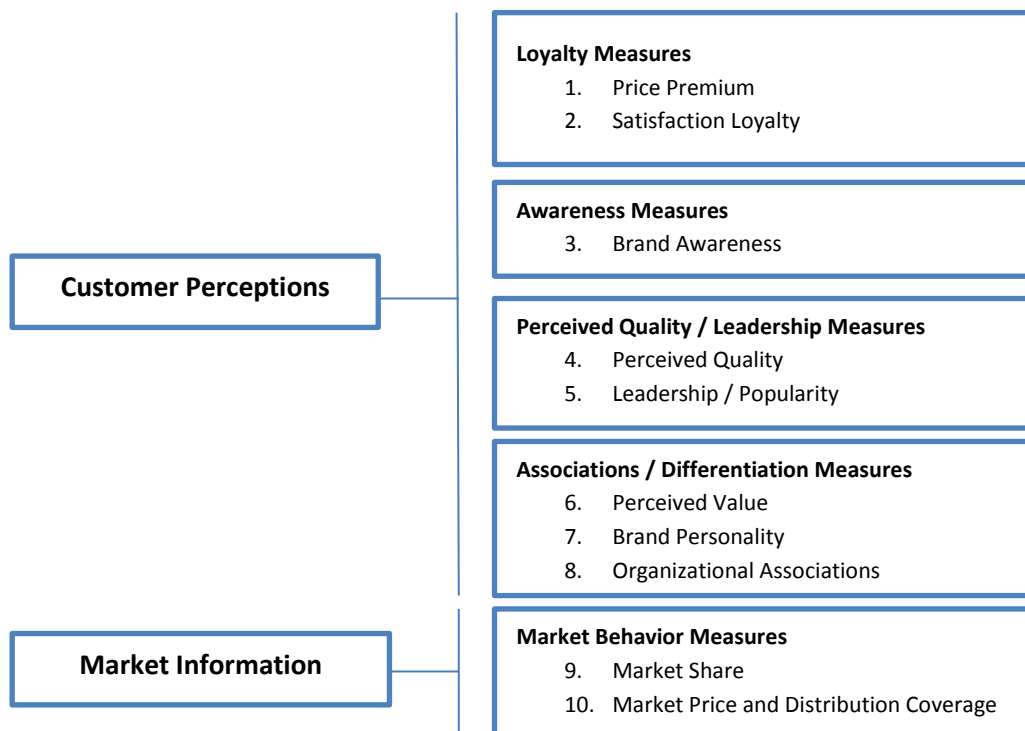 Loyalty Measures
1. Price Premium
2. Satisfaction Loyalty
Awareness Measures
3. Brand Awareness
Customer Perceptions
Perceived Quality / Leadership Measures
4. Perceived Quality
5. Leadership / Popularity
Associations / Differentiation Measures
6. Perceived Value
7. Brand Personality
8. Organizational Associations
Market Information
Market Behavior Measures
9. Market Share
10. Market Price and Distribution Coverage